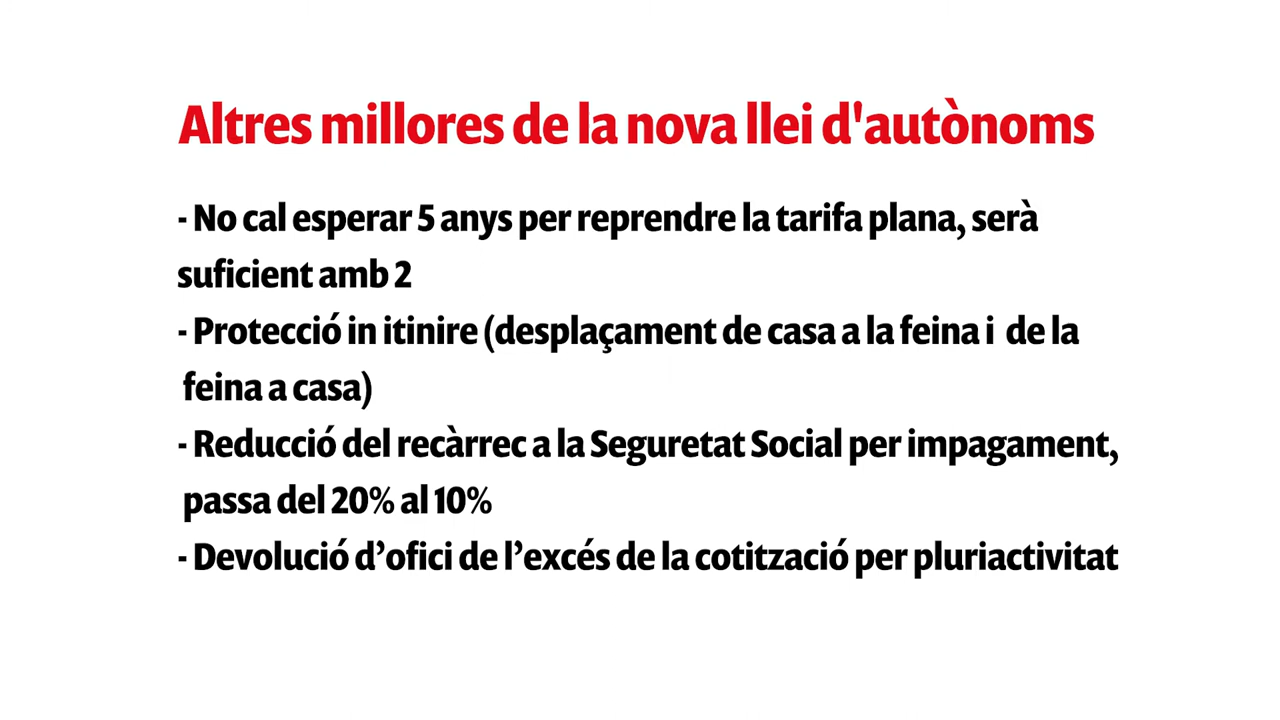 Altres millores de la nova llei d'autònoms
- No cal esperar 5 anys per reprendre la tarifa plana, serà
suficient amb 2
- Protecció in itinire (desplaçament de casa a la feina i  de la
feina a casa)
- Reducció del recàrrec a la Seguretat Social per impagament,
passa del 20% al 10%
- Devolució d’ofici de l’excés de la cotització per pluriactivitat